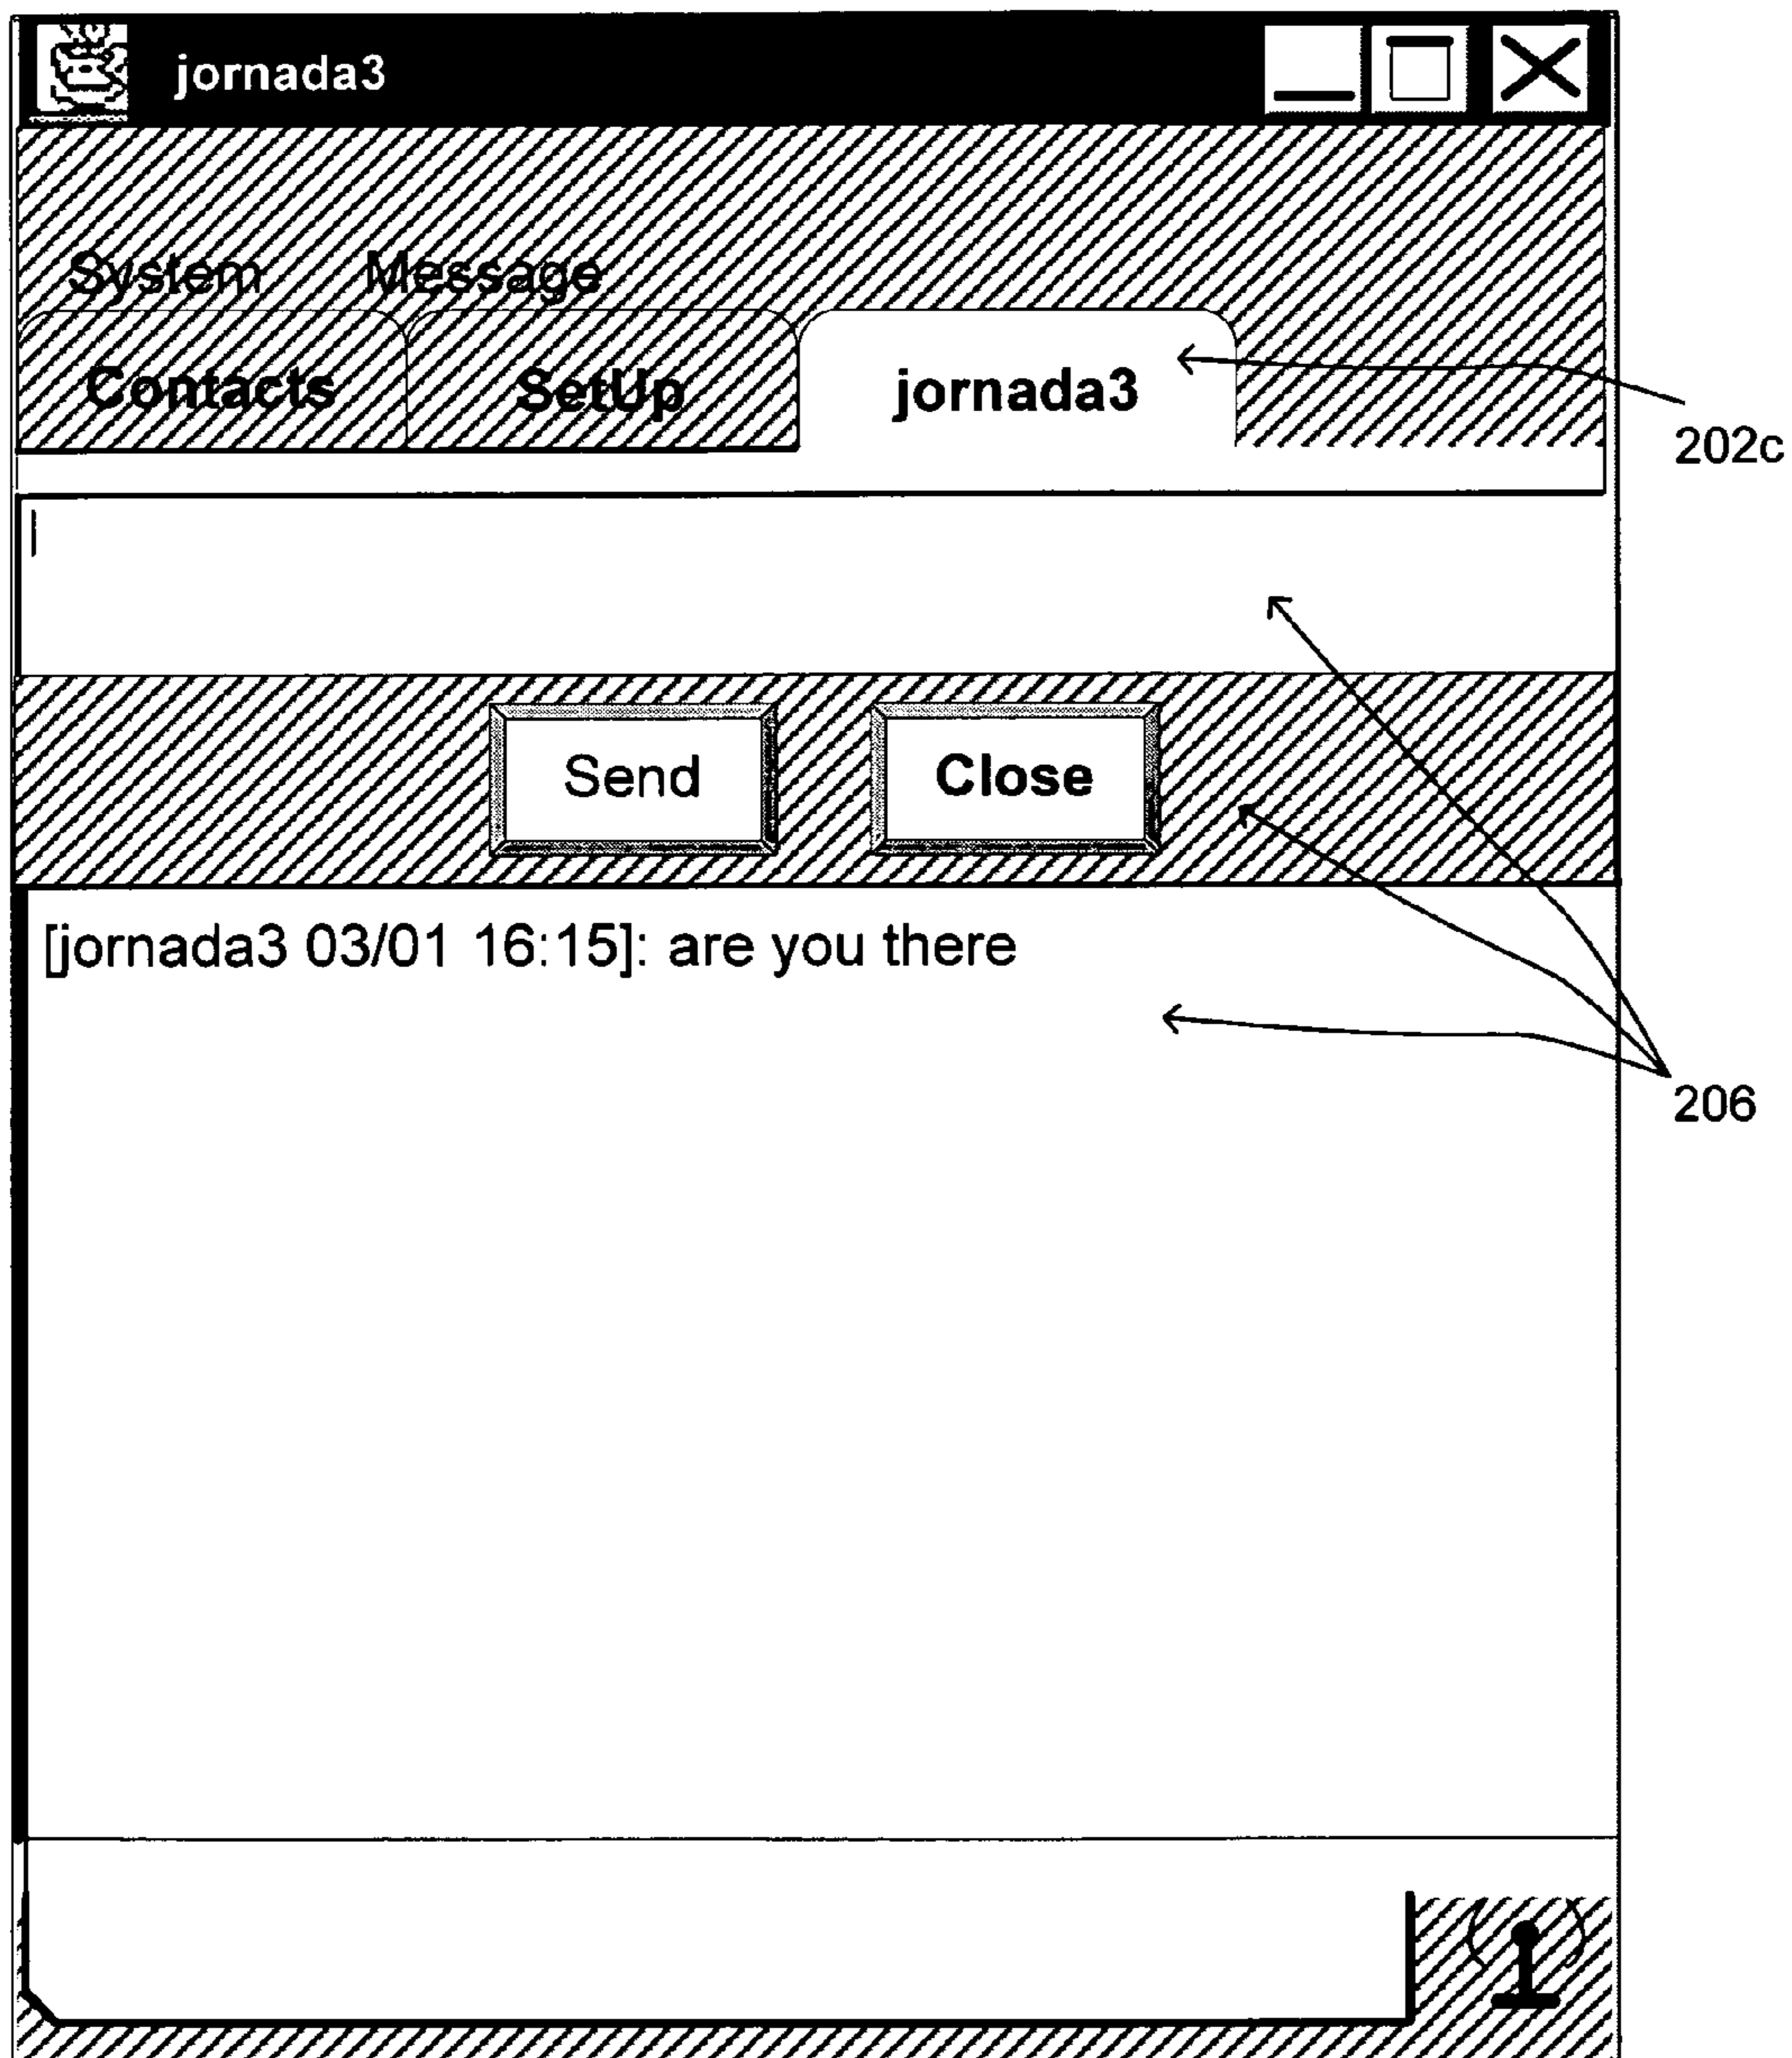 jornada3
System Message
Contacts SetUp jornada3
202c
Send Close
[jornada3 03/01 16:15]: are you there
206